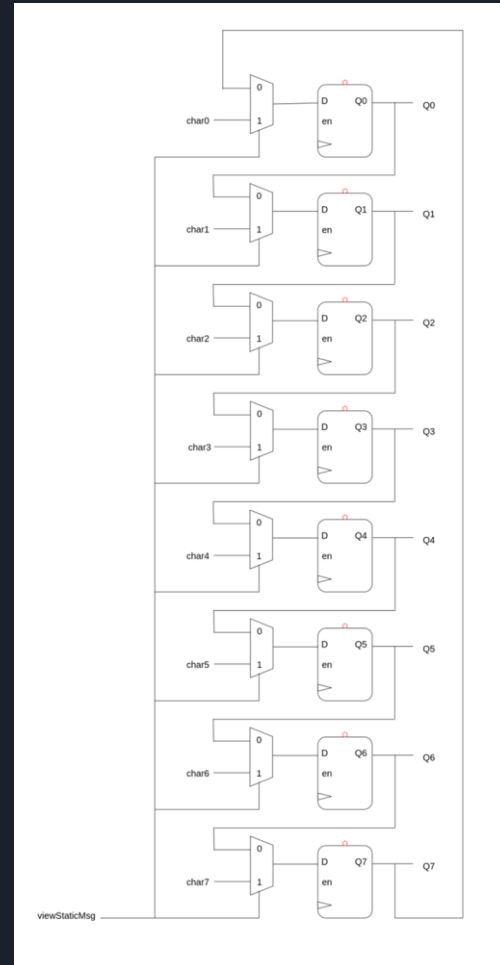 0
D Q0 Q0
char0 1 en
0
D Q1 Q1
char1 1 en
0
D Q2 Q2
char2 1 en
0
D Q3 Q3
char3 1 en
0
D Q4 Q4
char4 1 en
0
D Q5 Q5
char5 1 en
0
D Q6 Q6
char6 1 en
0
D Q7 Q7
char7 1 en
viewStaticMsg